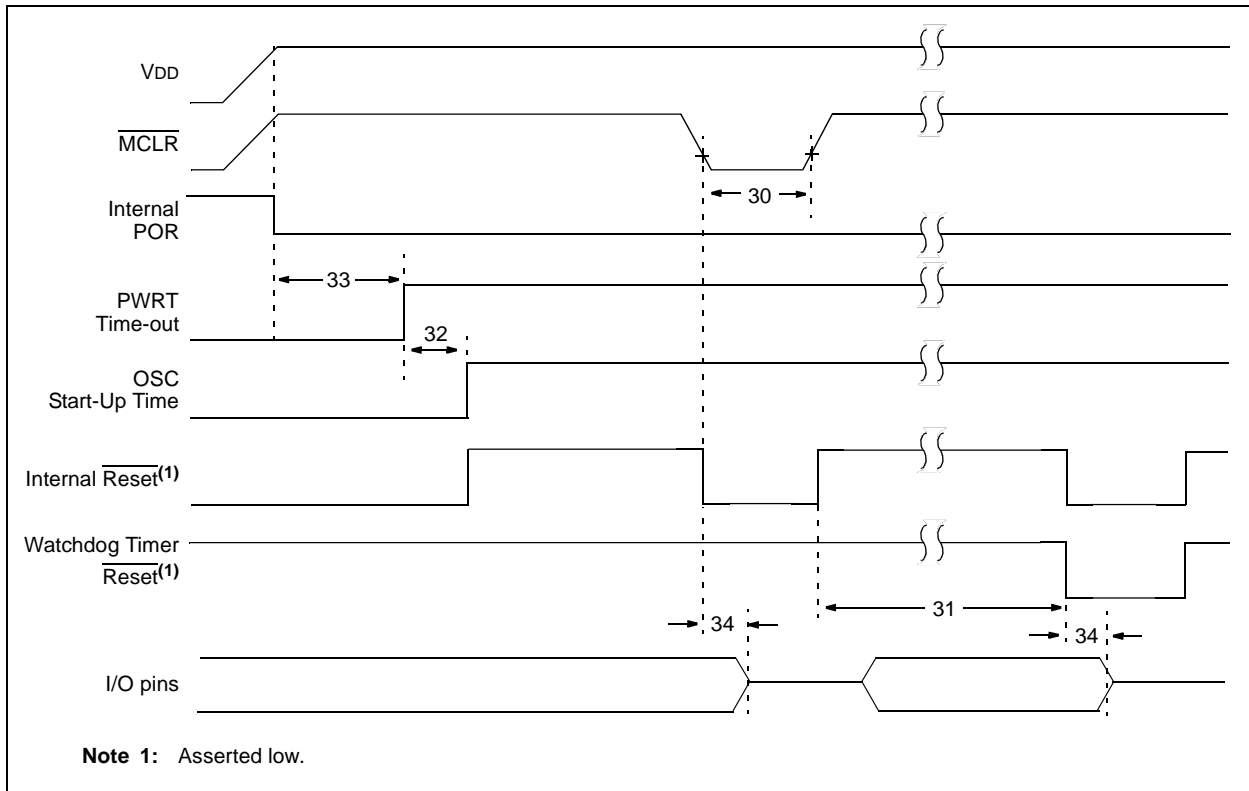 VDD
MCLR
30
Internal
POR
33
PWRT
Time-out
32
OSC
Start-Up Time
Internal Reset(1)
Watchdog Timer
Reset(1)
31
34
34
I/O pins
Note 1: Asserted low.